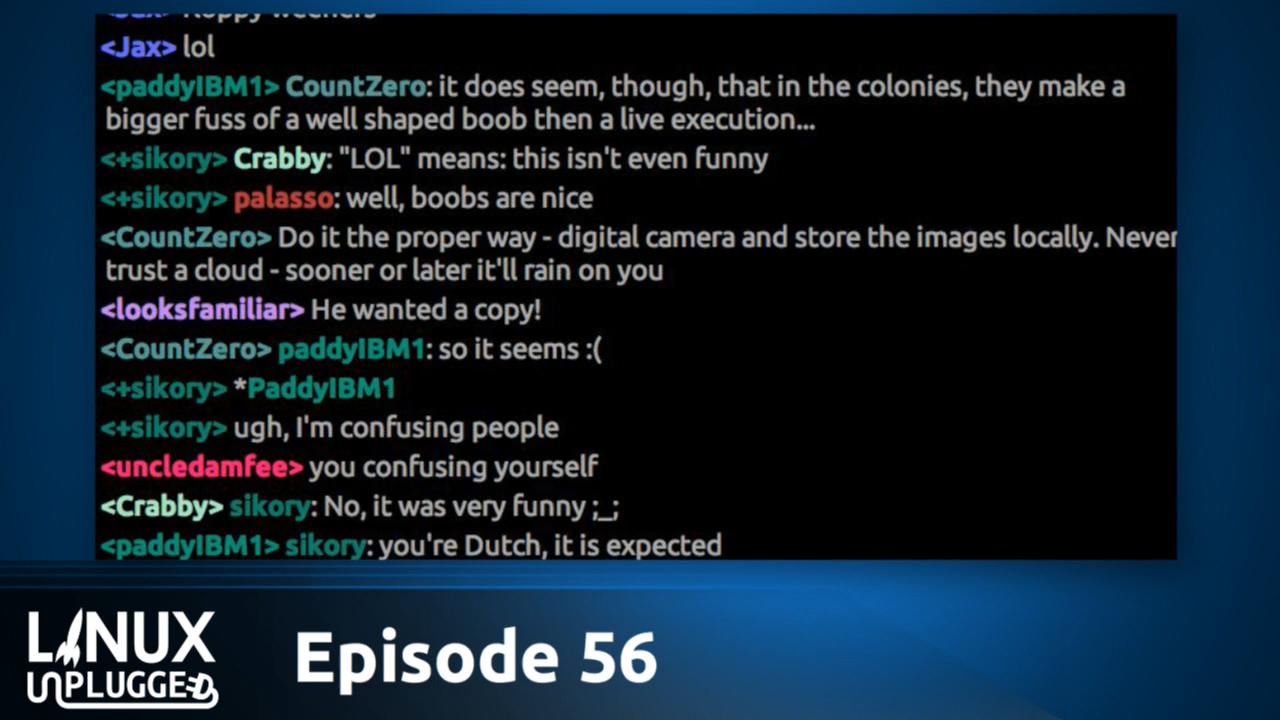 <Jax> floppy weeners
<Jax> lol
<paddyIBM1> CountZero: it does seem, though, that in the colonies, they make a
bigger fuss of a well shaped boob then a live execution...
<+sikory> Crabby: "LOL" means: this isn't even funny
<+sikory> palasso: well, boobs are nice
<CountZero> Do it the proper way - digital camera and store the images locally. Never
trust a cloud - sooner or later it'll rain on you
<looksfamiliar> He wanted a copy!
<CountZero> paddyIBM1: so it seems :(
<+sikory> *PaddyIBM1
<+sikory> ugh, I'm confusing people
<uncledamfee> you confusing yourself
<Crabby> sikory: No, it was very funny ;_;
<paddyIBM1> sikory: you're Dutch, it is expected
LINUX
UNPLUGGED
Episode 56